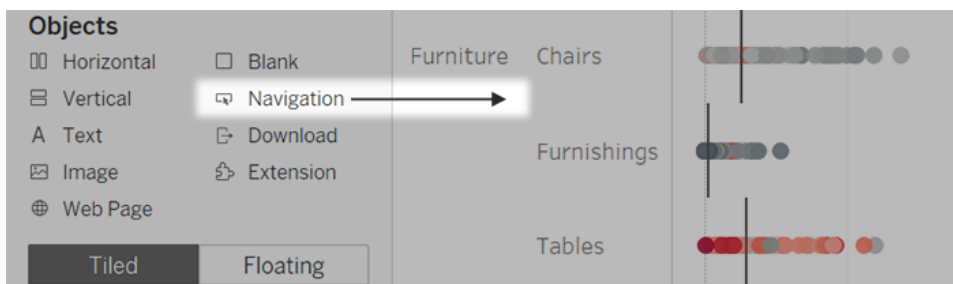 Objects
Horizontal Blank
Vertical Navigation
A Text Download
Image Extension
Web Page
Tiled Floating
Furniture Chairs
Furnishings
Tables